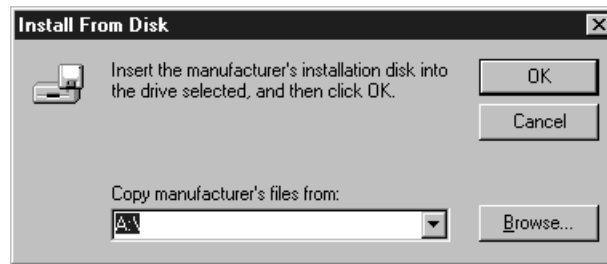 Install From Disk
Insert the manufacturer's installation disk into
the drive selected, and then click OK.
OK
Cancel
Copy manufacturer's files from:
A:\
Browse...